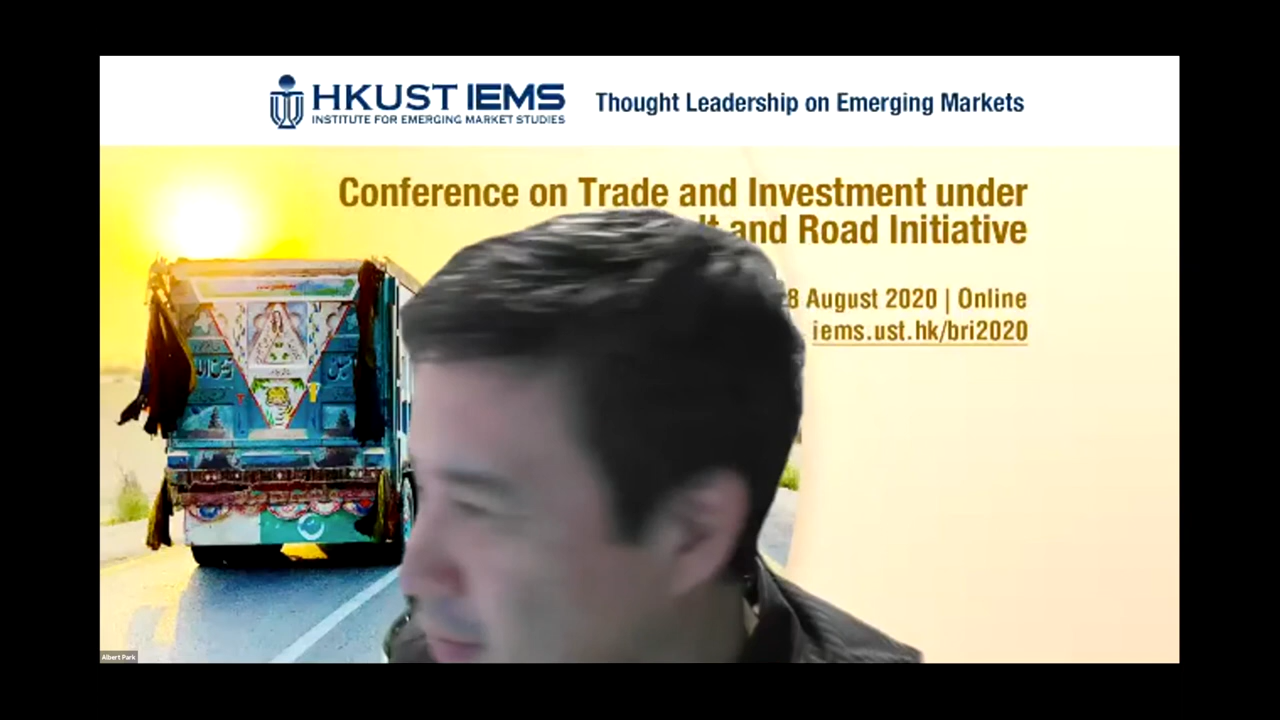 HKUST IEMS
INSTITUTE FOR EMERGING MARKET STUDIES
Thought Leadership on Emerging Markets
Conference on Trade and Investment under
and Road Initiative
8 August 2020 | Online
iems.ust.hk/bri2020
Albert Park